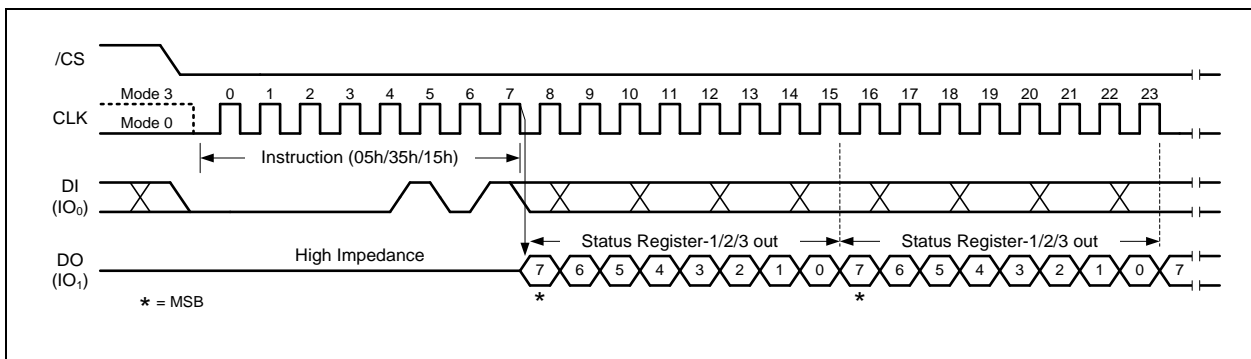 /CS
Mode 3
CLK
Mode 0
0 1 2 3 4 5 6 7 8 9 10 11 12 13 14 15 16 17 18 19 20 21 22 23
Instruction (05h/35h/15h)
DI
(IO₀)
Status Register-1/2/3 out
Status Register-1/2/3 out
High Impedance
DO
(IO₁)
7 6 5 4 3 2 1 0 7 6 5 4 3 2 1 0 7
* *
* = MSB